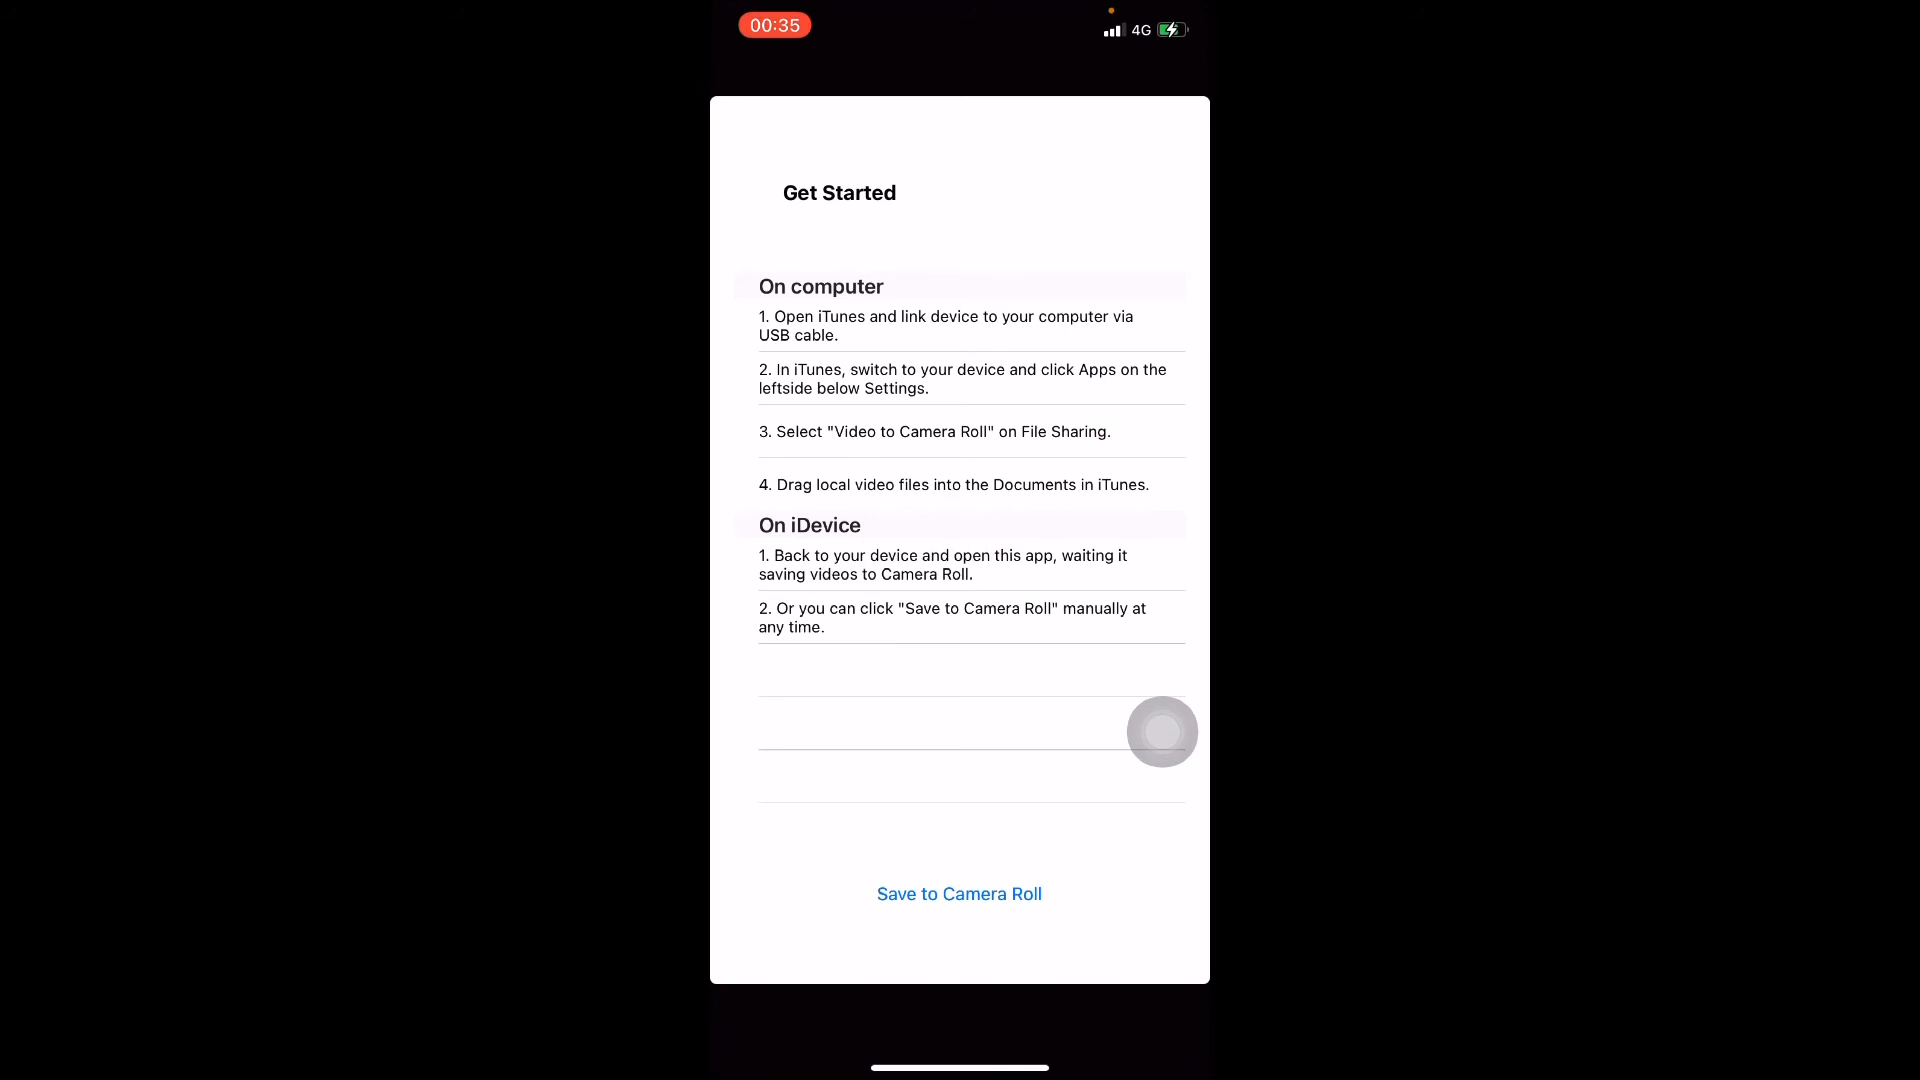 00:35
4G
Get Started
On computer
1. Open iTunes and link device to your computer via
USB cable.
2. In iTunes, switch to your device and click Apps on the
leftside below Settings.
3. Select "Video to Camera Roll" on File Sharing.
4. Drag local video files into the Documents in iTunes.
On iDevice
1. Back to your device and open this app, waiting it
saving videos to Camera Roll.
2. Or you can click "Save to Camera Roll" manually at
any time.
Save to Camera Roll